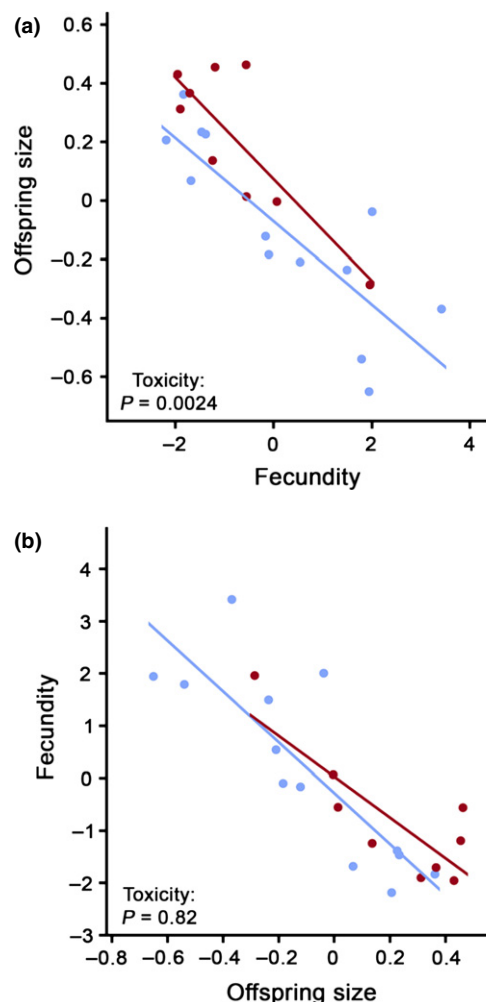 (a)
0.6
0.4
0.2
0
−0.2
−0.4
−0.6
Offspring size
Toxicity:
P = 0.0024
−2 0 2 4
Fecundity
(b)
4
3
2
1
0
−1
−2
−3
Fecundity
Toxicity:
P = 0.82
−0.8 −0.6 −0.4 −0.2 0 0.2 0.4
Offspring size